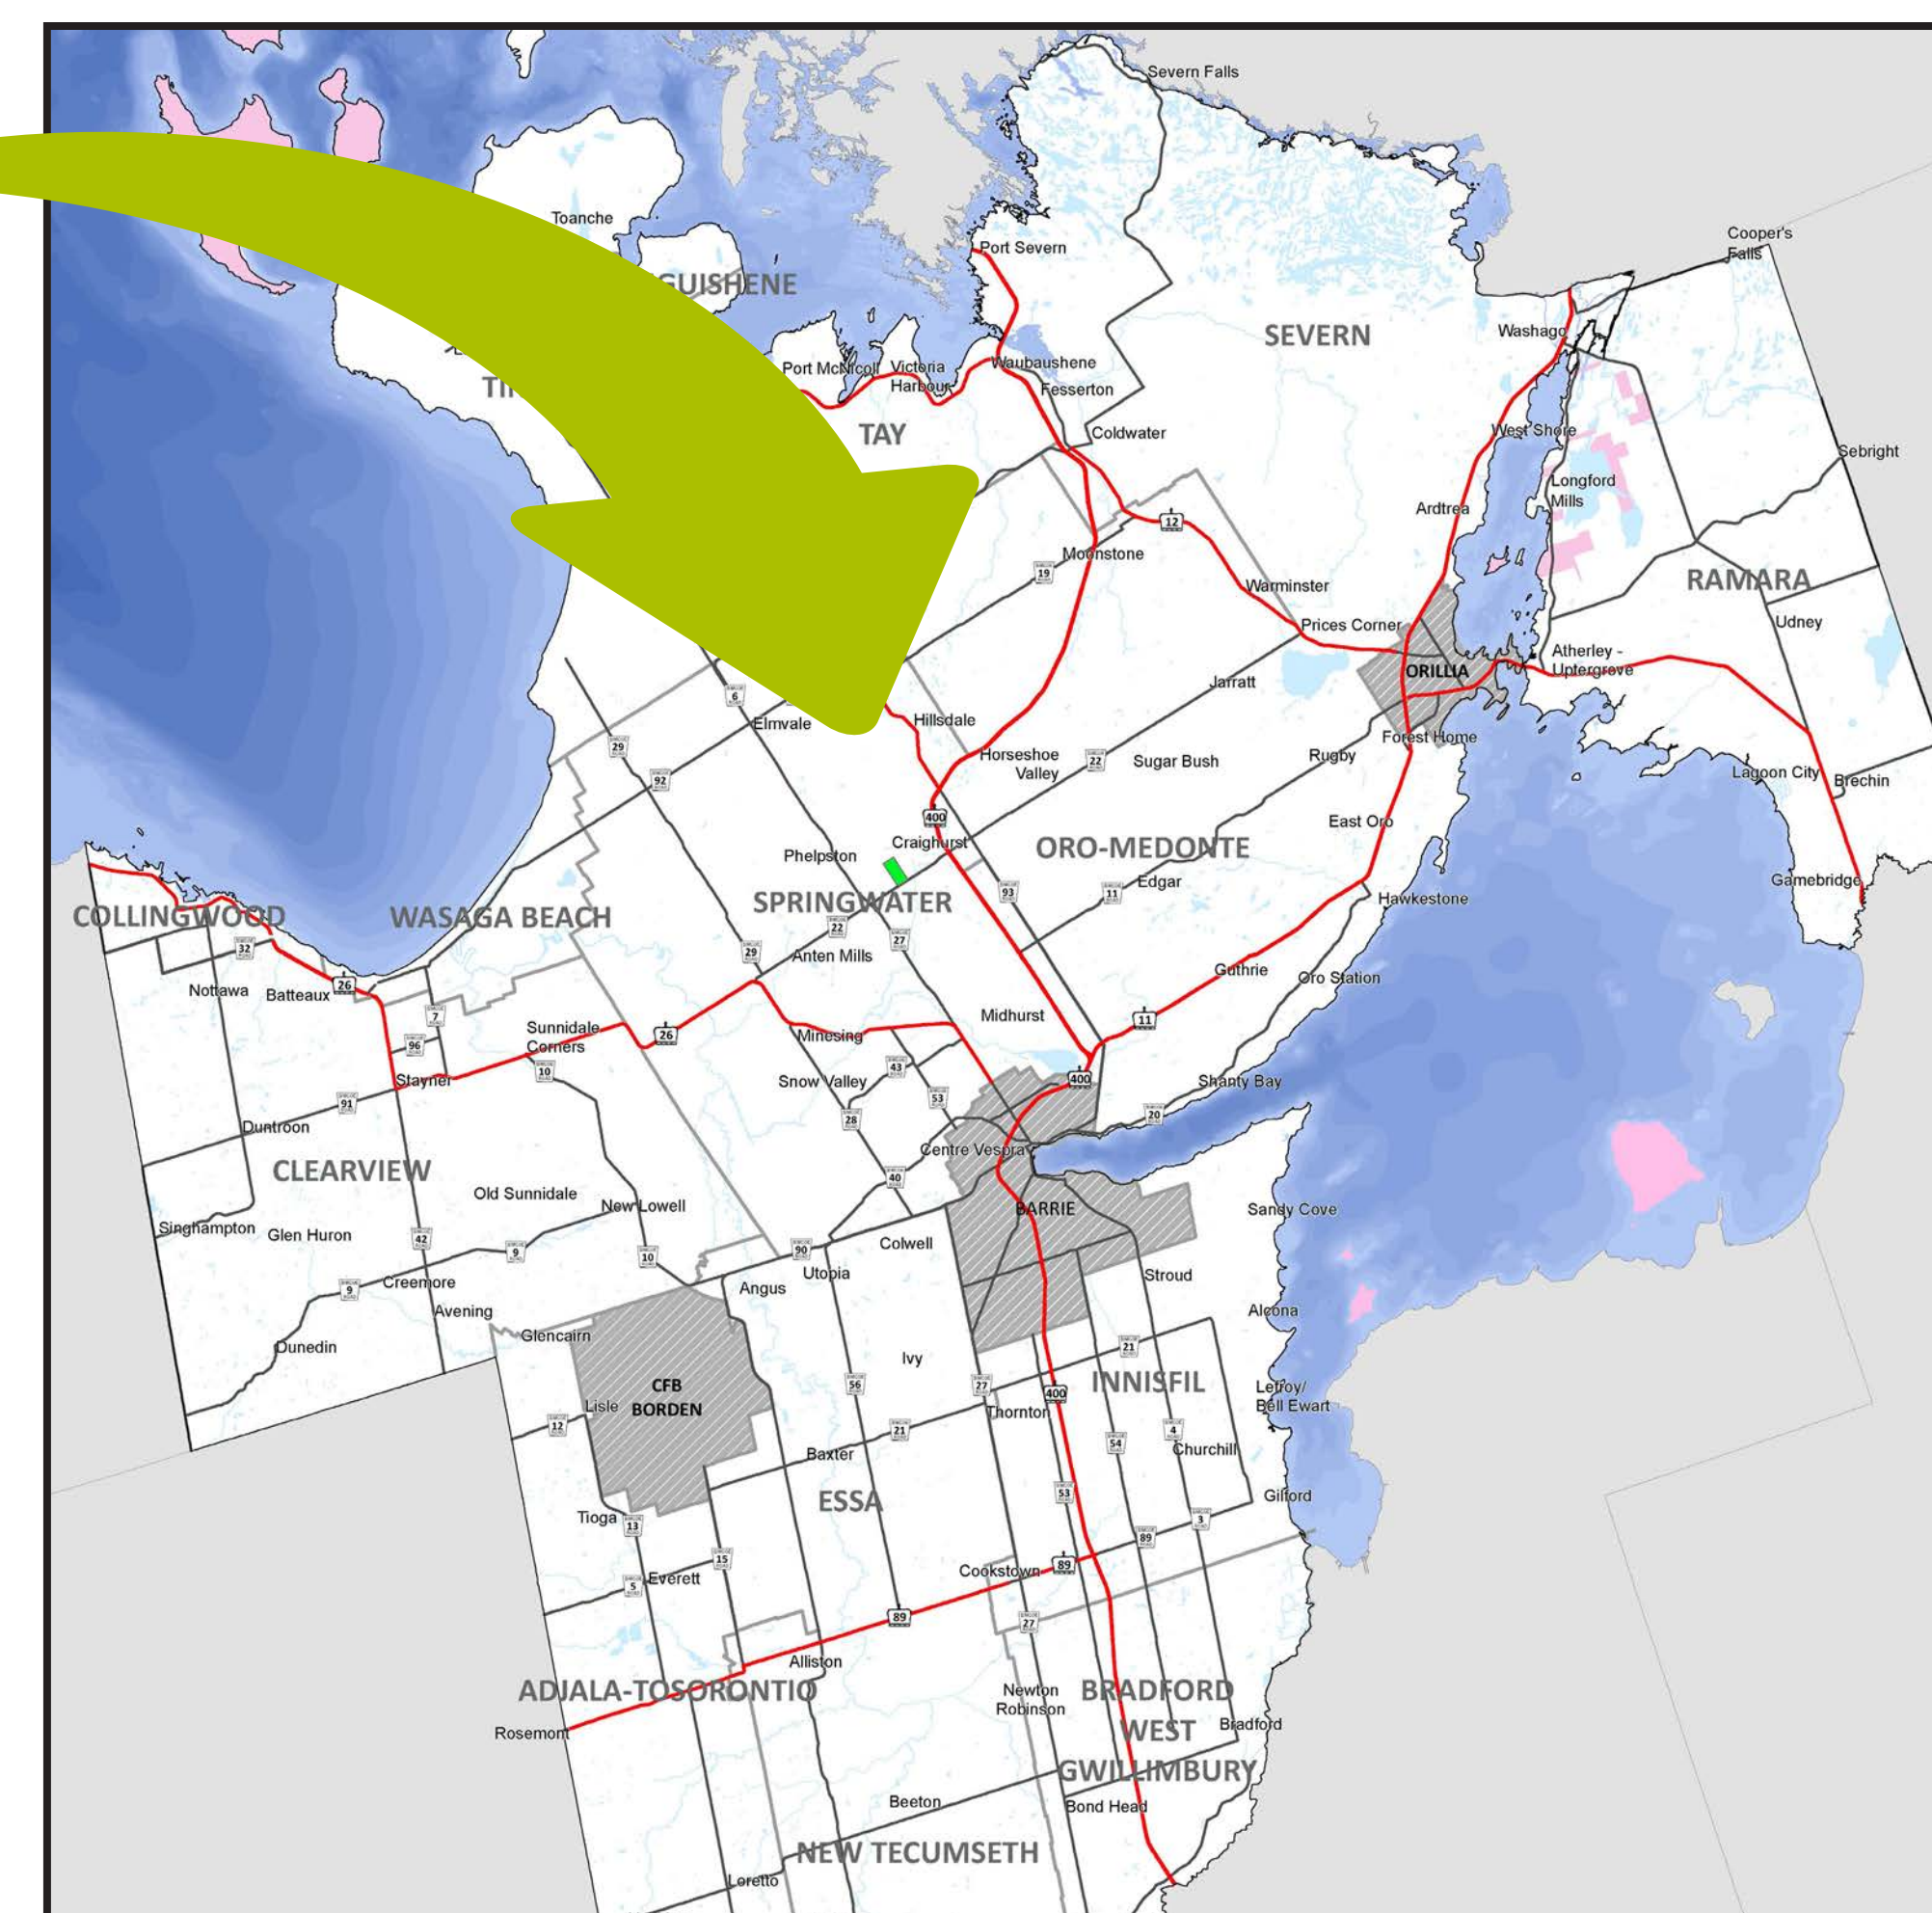 Severn Falls
Toanche
Cooper's
Falls
Port Severn
GUISHENE
SEVERN
Washago
Port McNicoll
Victoria
Harbour
Waubaushene
Fesserton
TAY
Coldwater
West Shore
Sebright
Longford
Mills
Ardtrea
12
Moonstone
19
RAMARA
Warminster
Prices Corner
Udney
Atherley -
Uptergrove
ORILLIA
Jarratt
6
Elmvale
Hillsdale
29
Forest Home
Horseshoe
Valley
22
Sugar Bush
Rugby
92
Lagoon City
Brechin
400
East Oro
Craighurst
ORO-MEDONTE
Phelpston
Gamebridge
93
11
Edgar
SPRINGWATER
Hawkestone
COLLINGWOOD
WASAGA BEACH
22
27
32
29
Anten Mills
Guthrie
Oro Station
Nottawa
Batteaux
26
7
Midhurst
11
Sunnidale
Corners
26
Minesing
96
10
43
Stayner
Snow Valley
400
Shanty Bay
91
53
28
20
Duntroon
Centre Vespra
CLEARVIEW
40
Old Sunnidale
New Lowell
BARRIE
Sandy Cove
Singhampton
Glen Huron
42
9
10
90
Colwell
Utopia
Stroud
9
Creemore
Angus
Avening
Alcona
Glencairn
Dunedin
21
Ivy
CFB
BORDEN
Lisle
56
27
400
INNISFIL
Lefroy/
Bell Ewart
12
Thornton
21
54
4
Baxter
Churchill
ESSA
53
Gilford
Tioga
13
3
89
15
Cookstown
89
5
Everett
89
27
Alliston
ADJALA-TOSORONTIO
Newton
Robinson
BRADFORD
WEST
GWILLIMBURY
Rosemont
Bradford
Beeton
Bond Head
NEW TECUMSETH
Loretto